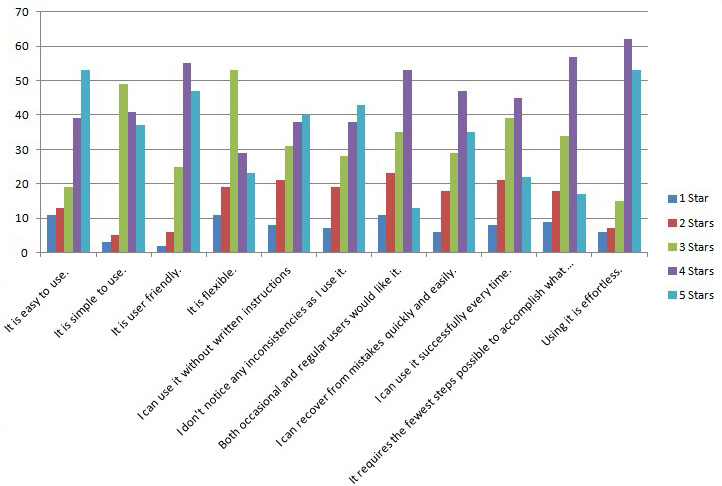 70
60
50
40
30
20
10
0
It is easy to use.
It is simple to use.
It is user friendly.
It is flexible.
I can use it without written instructions
I don't notice any inconsistencies as I use it.
Both occasional and regular users would like it.
I can recover from mistakes quickly and easily.
I can use it successfully every time.
It requires the fewest steps possible to accomplish what ...
Using it is effortless.
1 Star
2 Stars
3 Stars
4 Stars
5 Stars